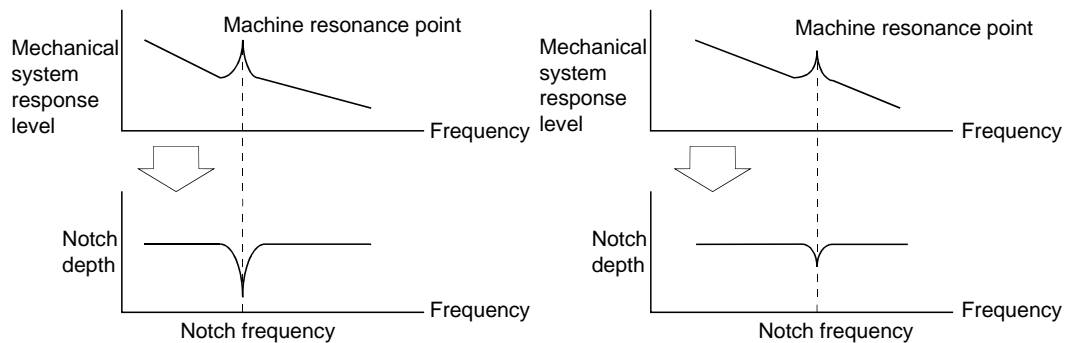 Machine resonance point
Mechanical
system
response
level
Frequency
Notch
depth
Frequency
Notch frequency
Machine resonance point
Mechanical
system
response
level
Frequency
Notch
depth
Frequency
Notch frequency